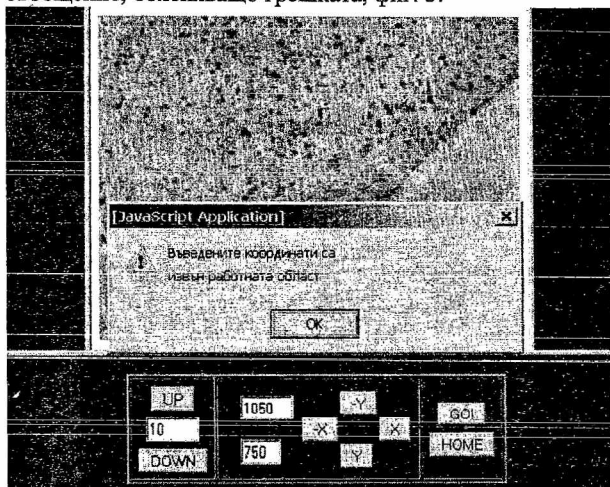 [JavaScript Application]
Въведените координати са
извън работната област
OK
UP
10
DOWN
1050
750
-Y
-X
X
Y
GO!
HOME